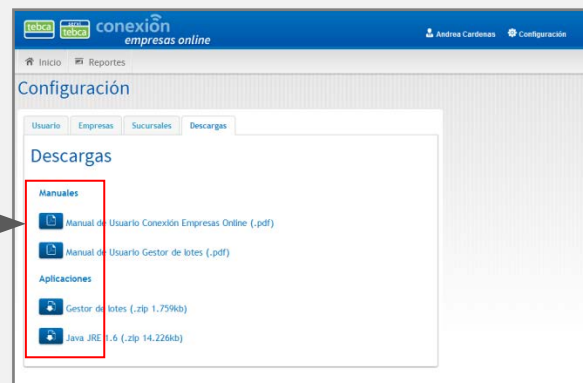 tebca servi tebca conexión
empresas online
Andrea Cardenas Configuración
Inicio Reportes
Configuración
Usuario Empresas Sucursales Descargas
Descargas
Manuales
Manual de Usuario Conexión Empresas Online (.pdf)
Manual de Usuario Gestor de lotes (.pdf)
Aplicaciones
Gestor de lotes (.zip 1.759kb)
Java JRE 1.6 (.zip 14.226kb)